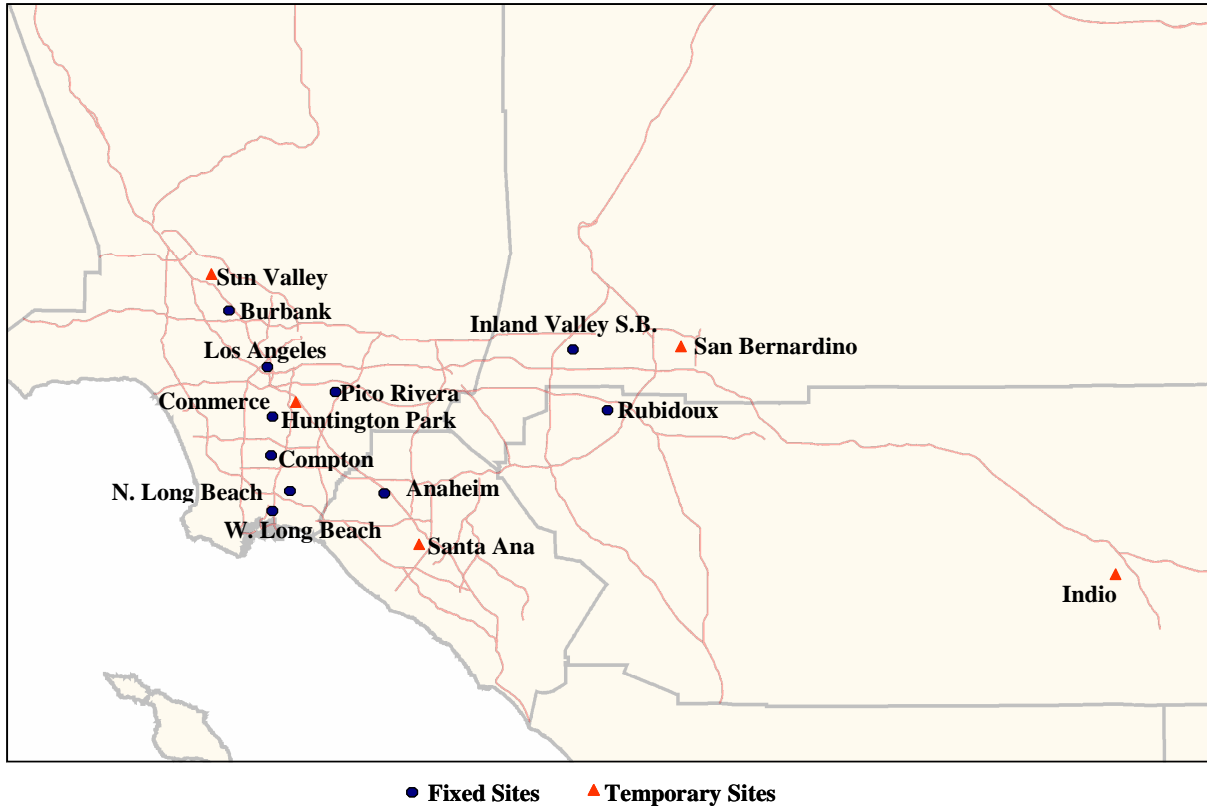 Sun Valley
Burbank
Inland Valley S.B.
Los Angeles
San Bernardino
Pico Rivera
Commerce
Rubidoux
Huntington Park
Compton
N. Long Beach
Anaheim
W. Long Beach
Santa Ana
Indio
Fixed Sites
Temporary Sites